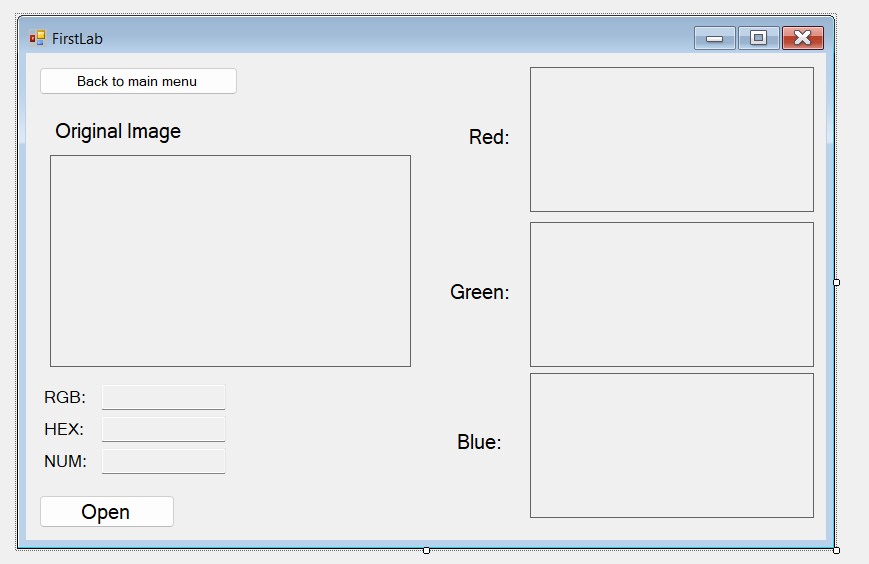 FirstLab
Back to main menu
Original Image
Red:
Green:
RGB:
HEX:
Blue:
NUM:
Open